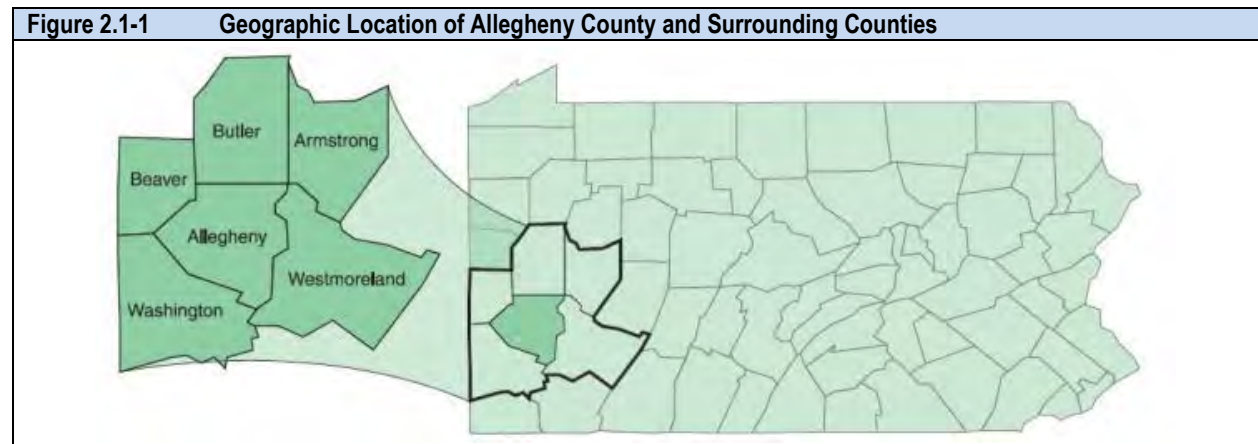 Figure 2.1-1 Geographic Location of Allegheny County and Surrounding Counties
Butler
Armstrong
Beaver
Allegheny
Westmoreland
Washington